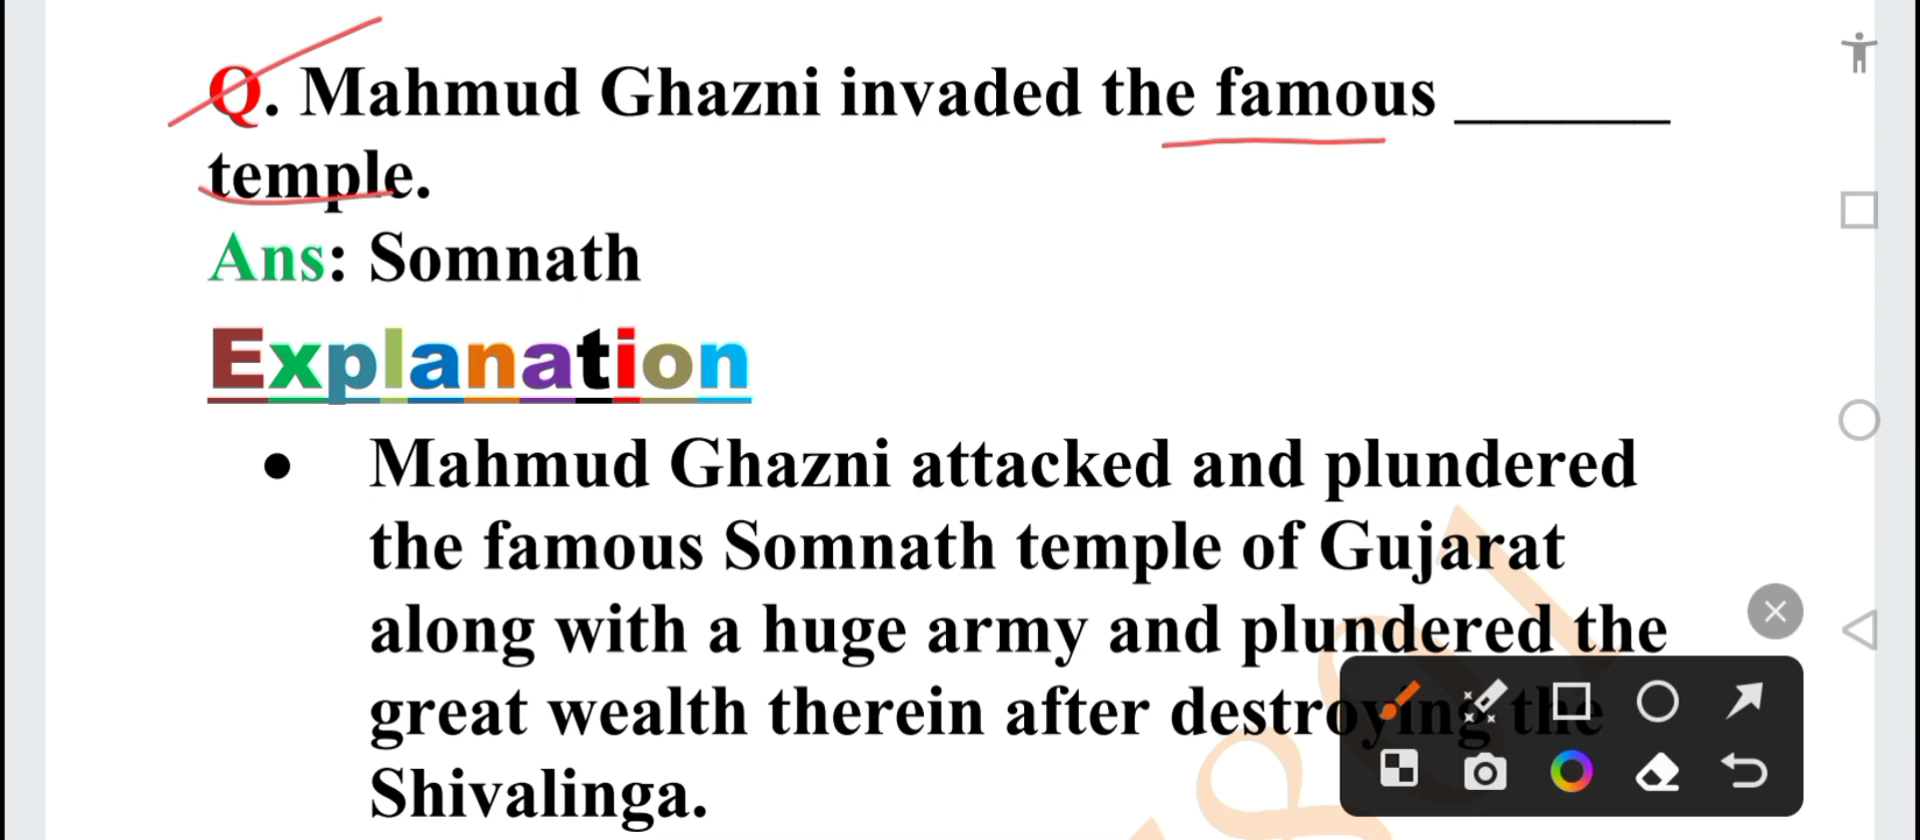 Q. Mahmud Ghazni invaded the famous ______
temple.
Ans: Somnath
Explanation
• Mahmud Ghazni attacked and plundered
the famous Somnath temple of Gujarat
along with a huge army and plundered the
great wealth therein after destroying the
Shivalinga.